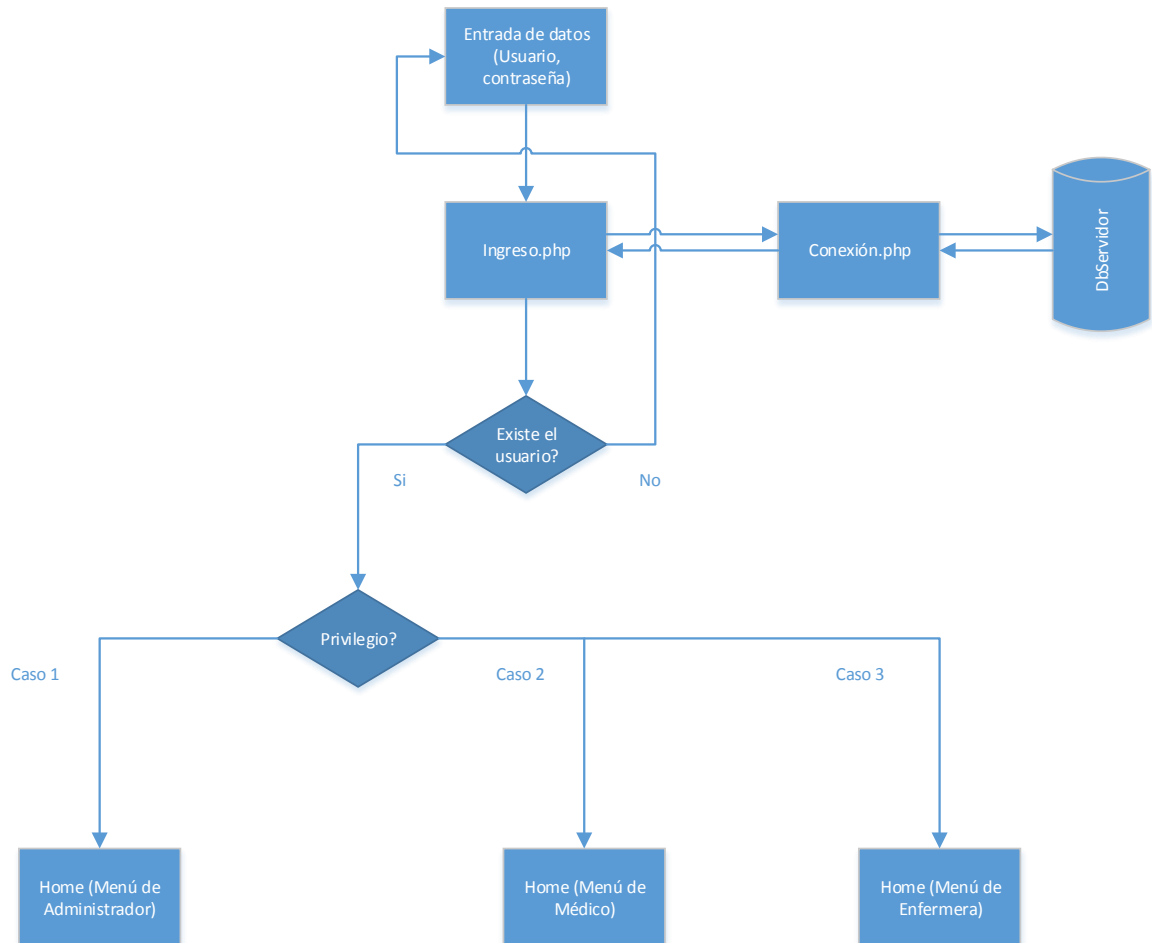 Entrada de datos
(Usuario,
contraseña)
Ingreso.php
Conexión.php
DbServidor
Existe el
usuario?
Si
No
Privilegio?
Caso 1
Caso 2
Caso 3
Home (Menú de
Administrador)
Home (Menú de
Médico)
Home (Menú de
Enfermera)